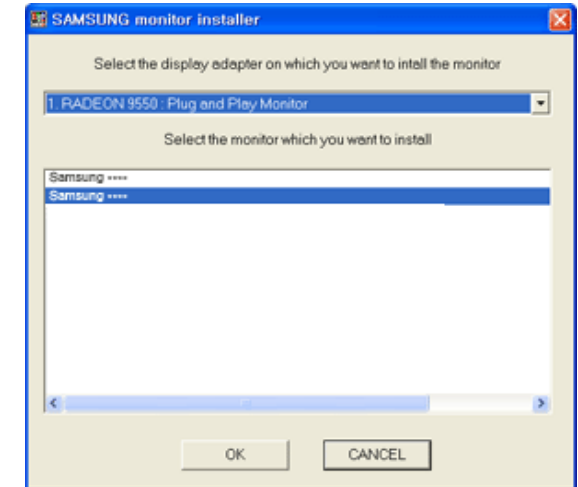 SAMSUNG monitor installer
Select the display adapter on which you want to intall the monitor
1. RADEON 9550 : Plug and Play Monitor
Select the monitor which you want to install
Samsung ----
Samsung ----
OK
CANCEL